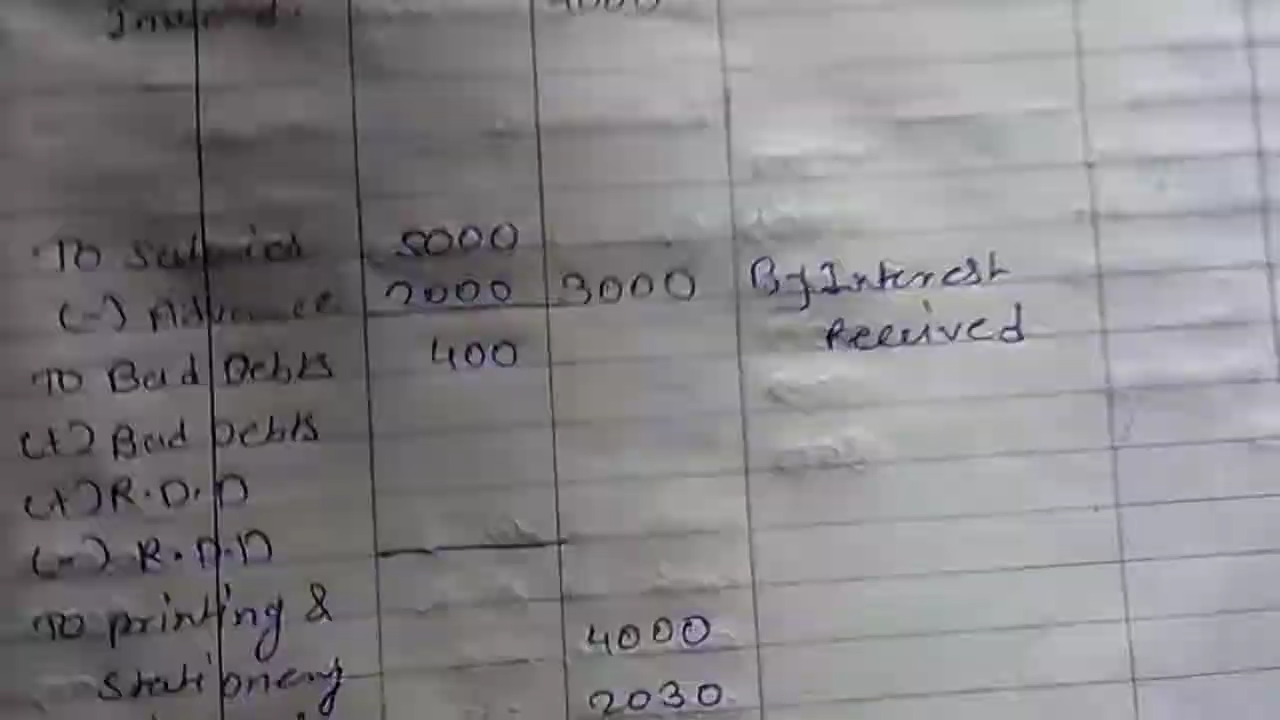 To Salaries 5000
(-) Advance 2000 3000 By Interest
Received
To Bad Debts 400
(+) Bad Debts
(+) R.D.D
(-) R.D.D
To printing &
4000
Stationery
2030